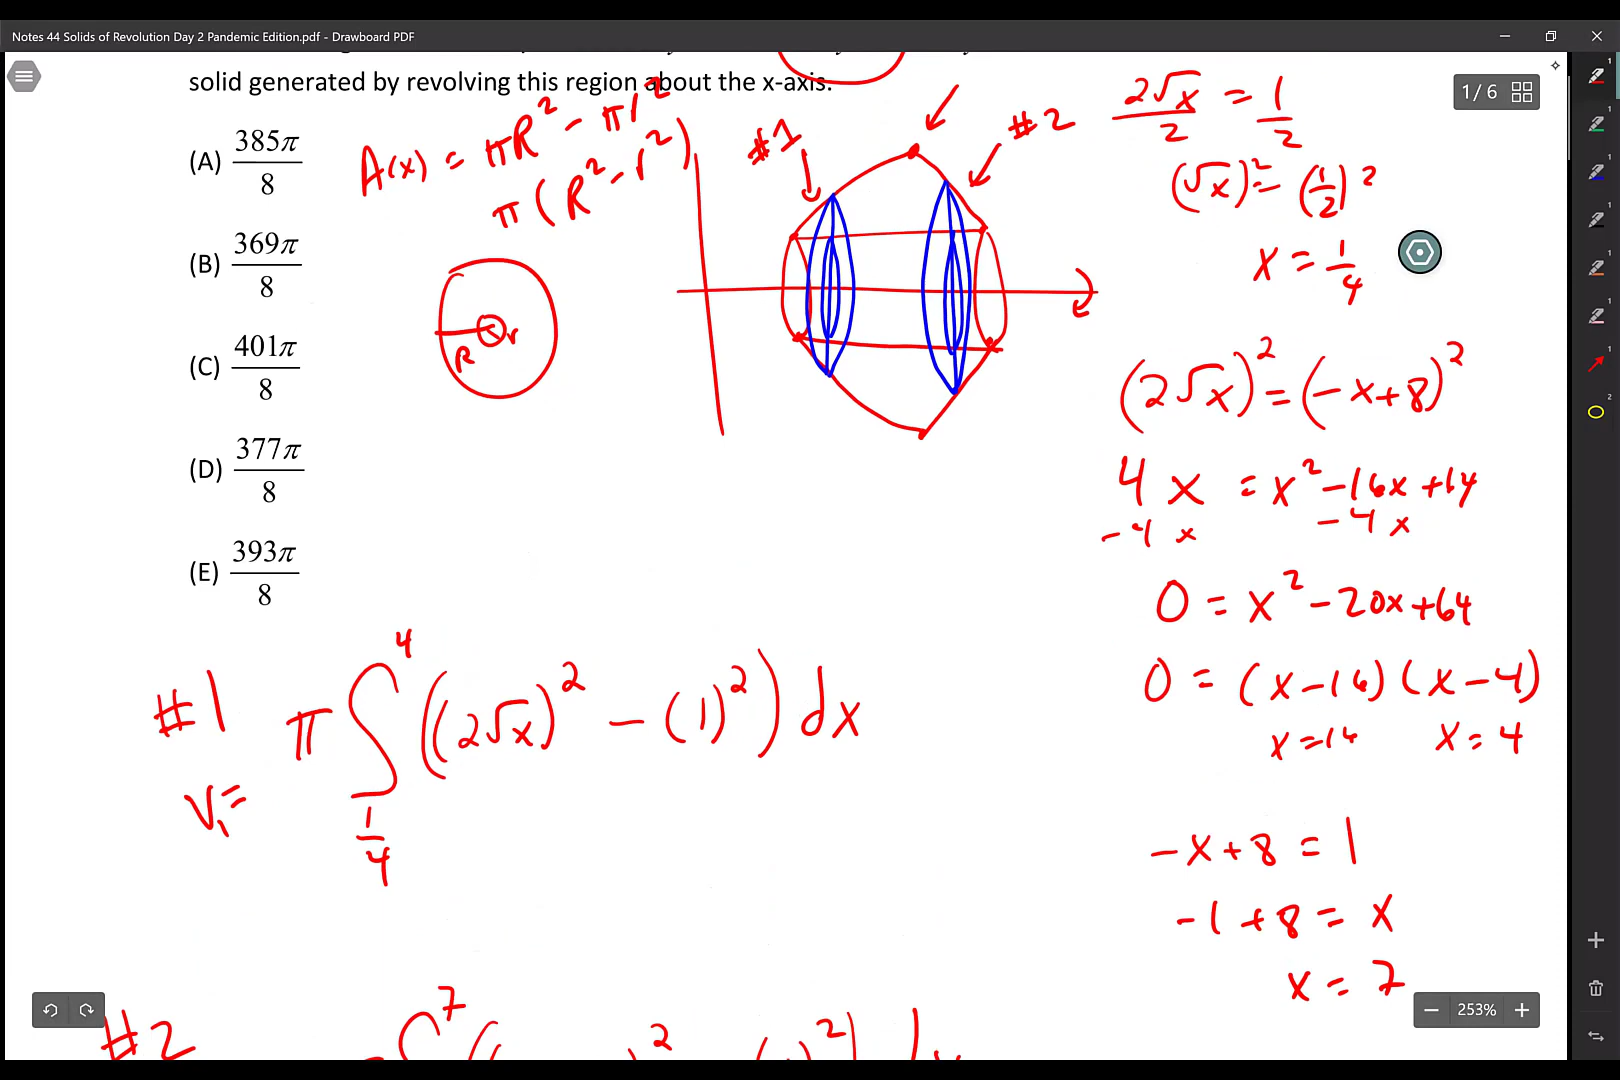 Notes 44 Solids of Revolution Day 2 Pandemic Edition.pdf - Drawboard PDF
solid generated by revolving this region about the x-axis.
1 / 6
(A) 385π/8
(B) 369π/8
(C) 401π/8
(D) 377π/8
(E) 393π/8
A(x) = πR² - πr²
π(R² - r²)
R r
#1
#2
2√x/2 = 1/2
(√x)² = (1/2)²
x = 1/4
(2√x)² = (-x+8)²
4x = x² - 16x + 64
-4x - 4x
0 = x² - 20x + 64
0 = (x-16)(x-4)
x=16 x=4
-x+8 = 1
-1+8 = x
x = 7
#1
V₁= π ∫_{1/4}^{4} ((2√x)² - (1)²) dx
#2
7
2
2
253%